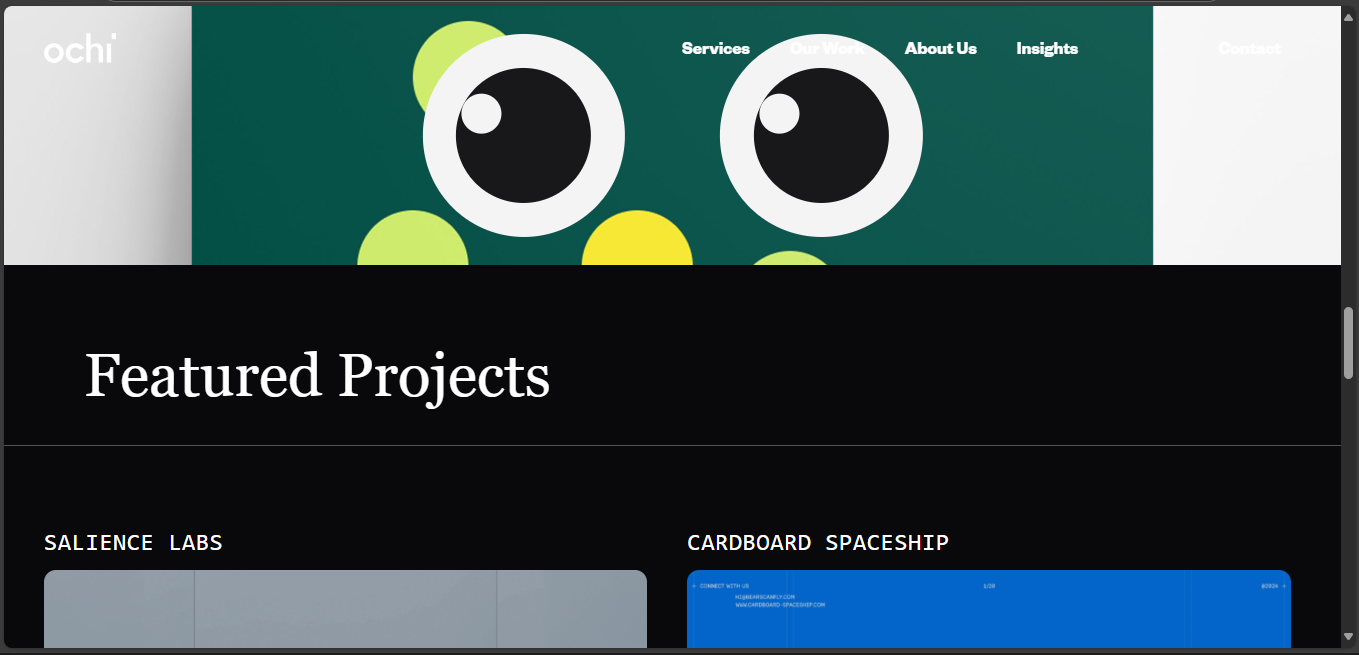 ochi
Services Our Work About Us Insights Contact
Featured Projects
SALIENCE LABS
CARDBOARD SPACESHIP
+ CONNECT WITH US 1/20 @2024 +
HI@BEARSCANFLY.COM
WWW.CARDBOARD-SPACESHIP.COM